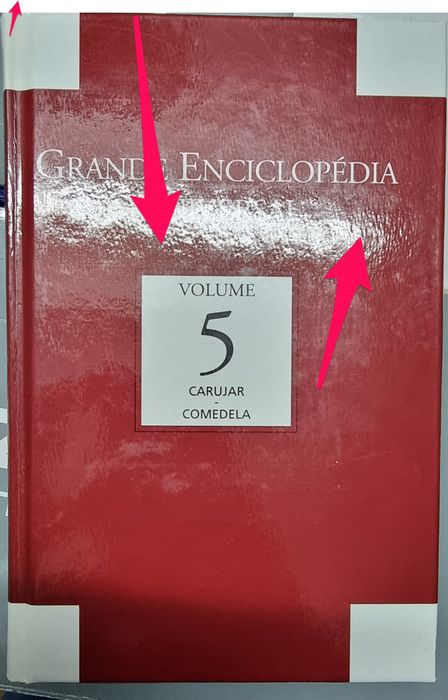 GRANDE ENCICLOPÉDIA
VOLUME
5
CARUJAR
-
COMEDELA